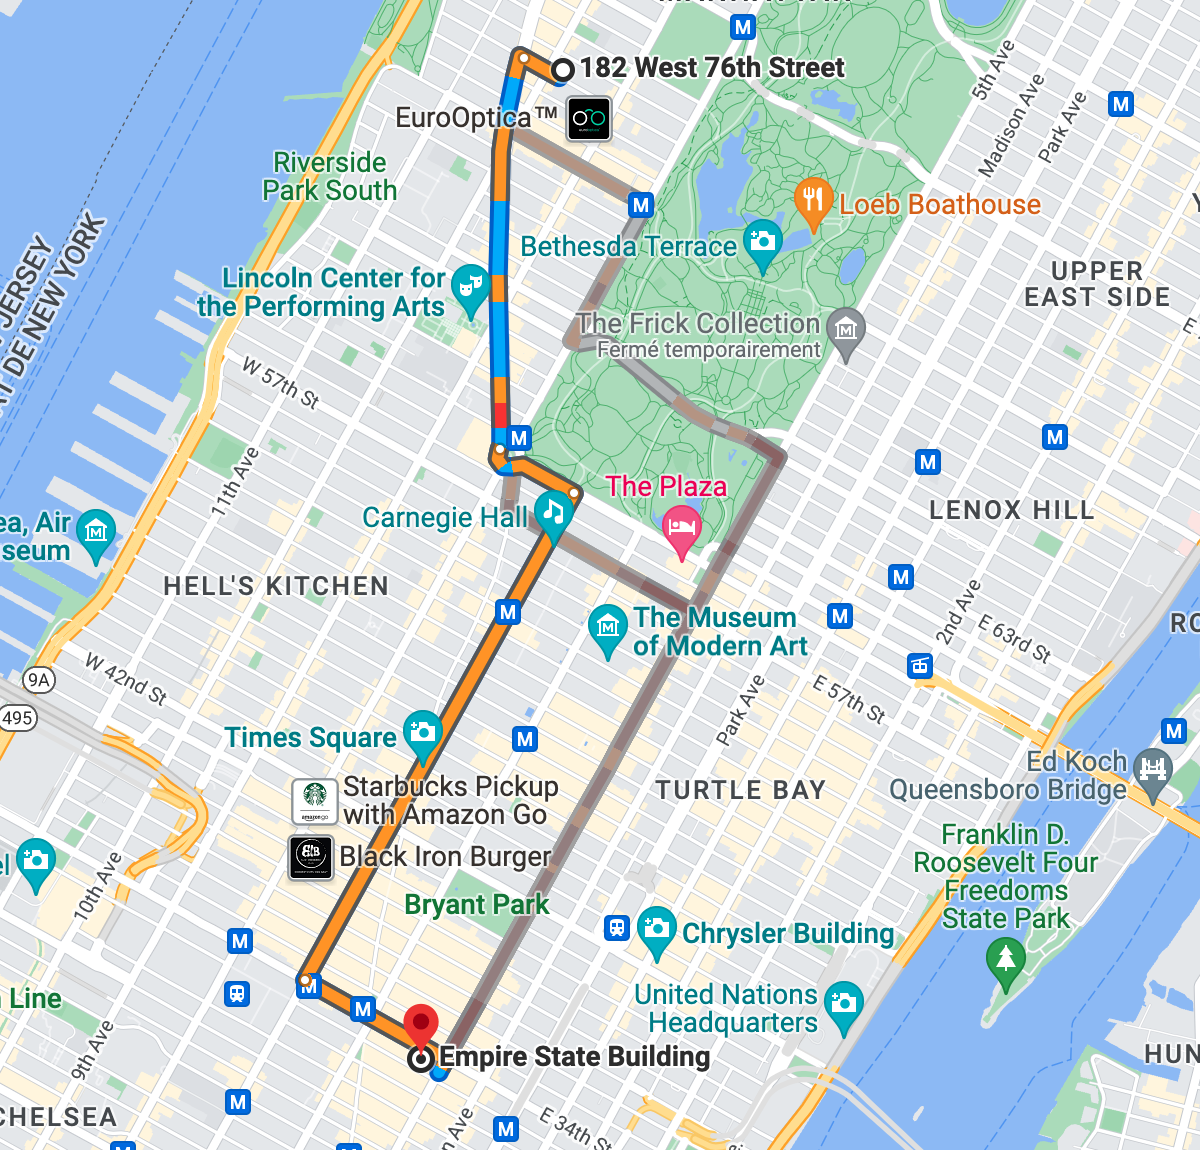 182 West 76th Street
EuroOptica™
5th Ave
Madison Ave
Park Ave
Riverside
Park South
Loeb Boathouse
Bethesda Terrace
UPPER
EAST SIDE
JERSEY
DE NEW YORK
Lincoln Center for
the Performing Arts
The Frick Collection
Fermé temporairement
W 57th St
11th Ave
The Plaza
Carnegie Hall
LENOX HILL
ea, Air
seum
HELL'S KITCHEN
2nd Ave
E 63rd St
The Museum
of Modern Art
W 42nd St
9A
495
E 57th St
Park Ave
Times Square
Starbucks Pickup
with Amazon Go
TURTLE BAY
Ed Koch
Queensboro Bridge
Black Iron Burger
10th Ave
Bryant Park
Franklin D.
Roosevelt Four
Freedoms
State Park
Chrysler Building
Line
United Nations
Headquarters
9th Ave
Empire State Building
HUN
CHELSEA
E 34th St